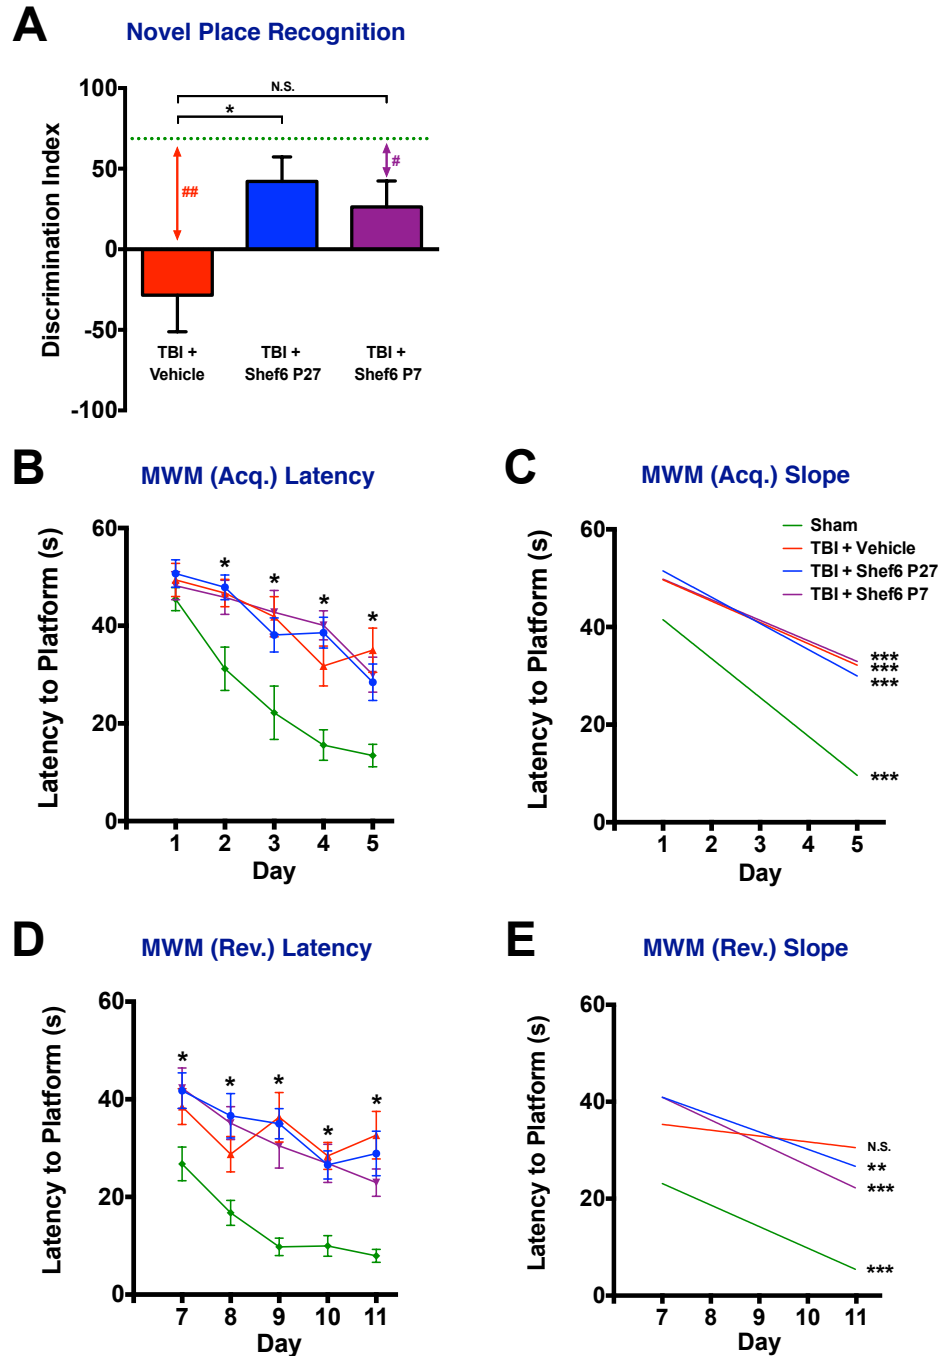 A
Novel Place Recognition
Discrimination Index
100
50
0
-50
-100
N.S.
*
##
#
TBI +
Vehicle
TBI +
Shef6 P27
TBI +
Shef6 P7
B
MWM (Acq.) Latency
Latency to Platform (s)
60
40
20
0
* * * *
1 2 3 4 5
Day
C
MWM (Acq.) Slope
Latency to Platform (s)
60
40
20
0
Sham
TBI + Vehicle
TBI + Shef6 P27
TBI + Shef6 P7
***
***
***
***
1 2 3 4 5
Day
D
MWM (Rev.) Latency
Latency to Platform (s)
60
40
20
0
* * * * *
7 8 9 10 11
Day
E
MWM (Rev.) Slope
Latency to Platform (s)
60
40
20
0
N.S.
**
***
***
7 8 9 10 11
Day